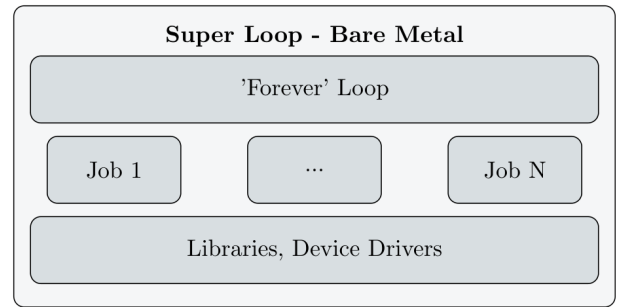 Super Loop - Bare Metal
'Forever' Loop
Job 1
...
Job N
Libraries, Device Drivers